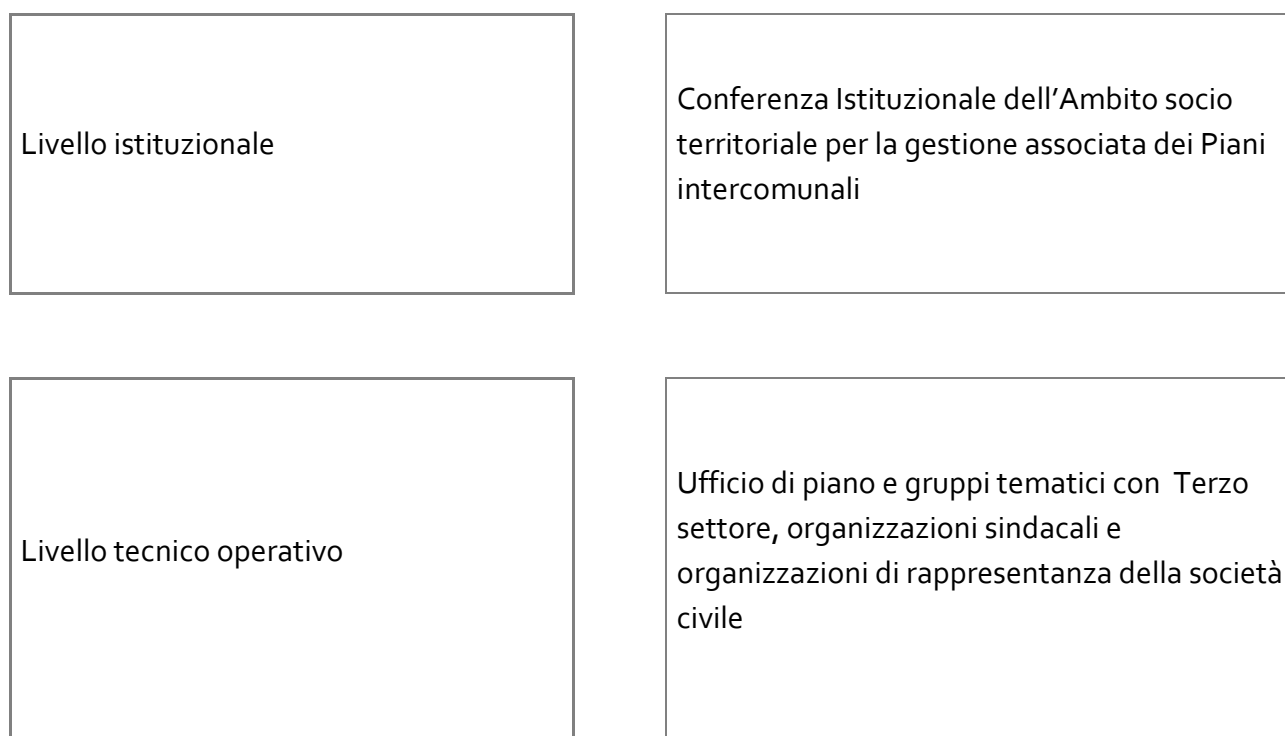 Livello istituzionale
Conferenza Istituzionale dell’Ambito socio
territoriale per la gestione associata dei Piani
intercomunali
Livello tecnico operativo
Ufficio di piano e gruppi tematici con  Terzo
settore, organizzazioni sindacali e
organizzazioni di rappresentanza della società
civile